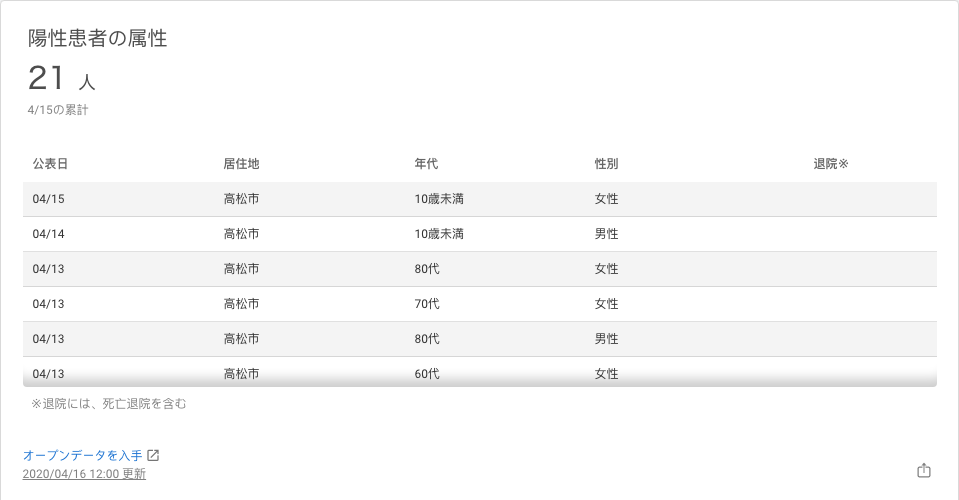 陽性患者の属性
21 人
4/15の累計
公表日 居住地 年代 性別 退院※
04/15 高松市 10歳未満 女性
04/14 高松市 10歳未満 男性
04/13 高松市 80代 女性
04/13 高松市 70代 女性
04/13 高松市 80代 男性
04/13 高松市 60代 女性
※退院には、死亡退院を含む
オープンデータを入手
2020/04/16 12:00 更新